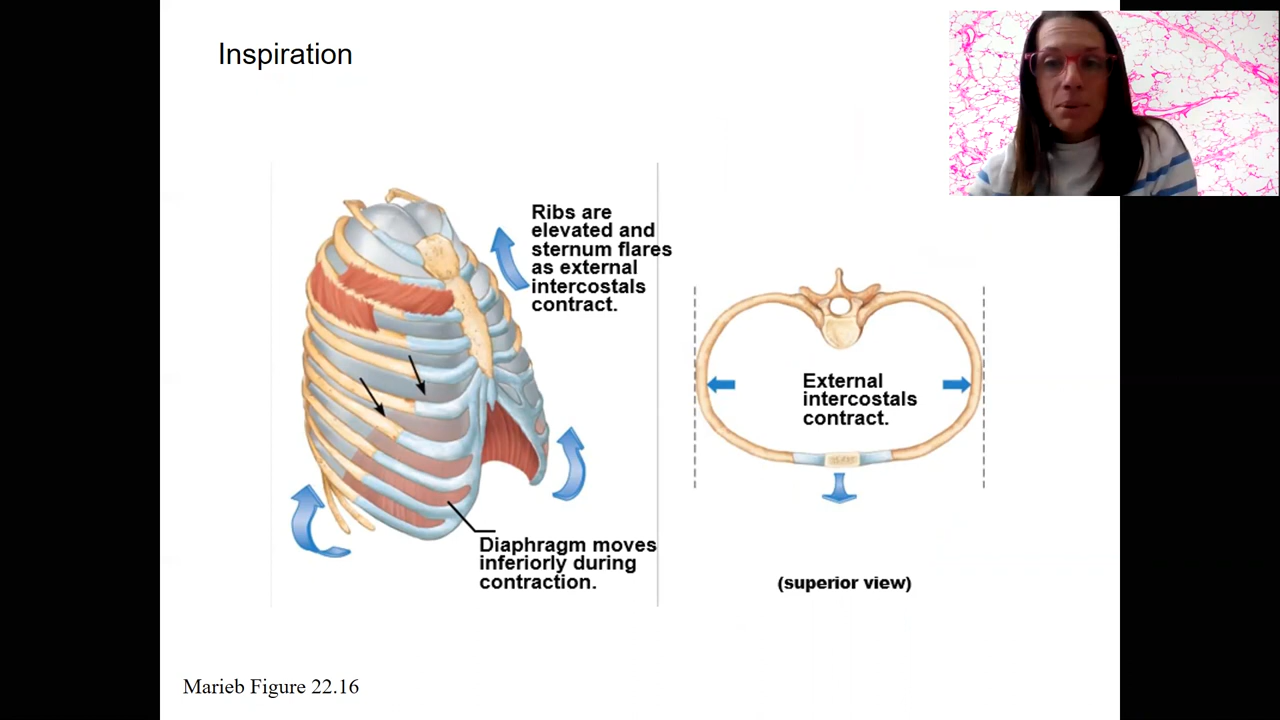 Inspiration
Ribs are
elevated and
sternum flares
as external
intercostals
contract.
External
intercostals
contract.
Diaphragm moves
inferiorly during
contraction.
(superior view)
Marieb Figure 22.16